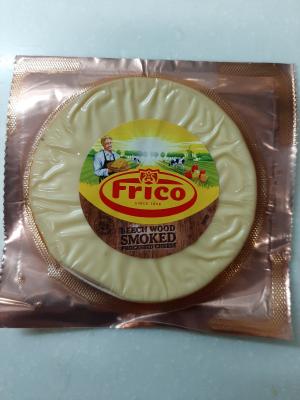 Frico
SINCE 1898
BEECH WOOD
SMOKED
PROCESSED CHEESE